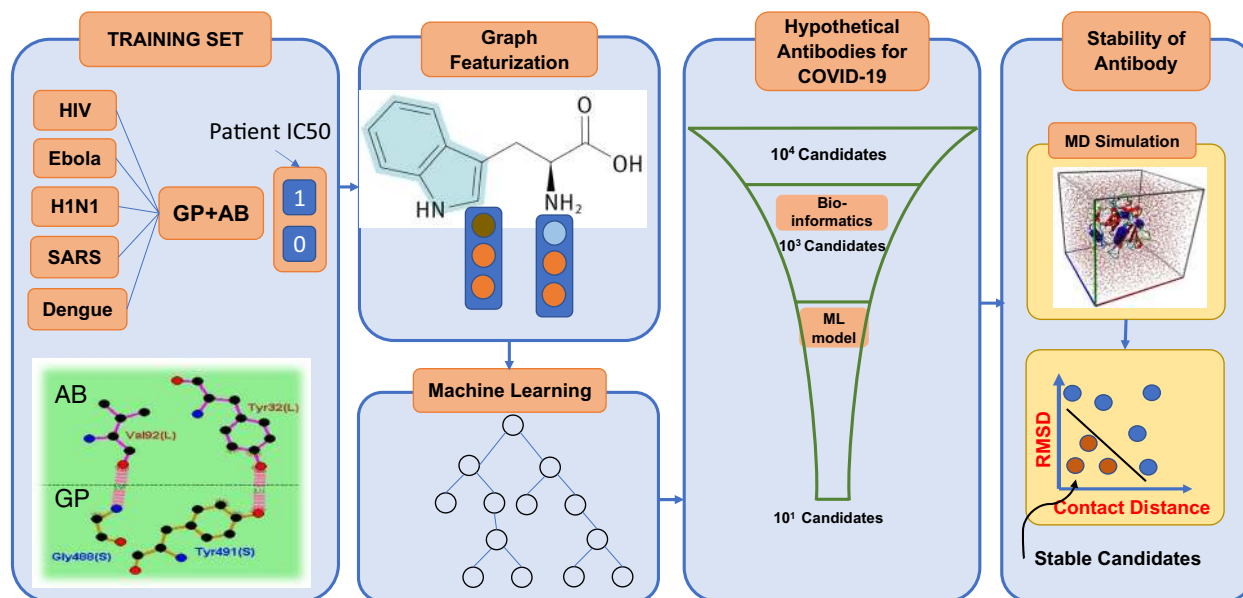 TRAINING SET
HIV
Ebola
H1N1
SARS
Dengue
GP+AB
Patient IC50
1
0
AB
Tyr32(L)
Val92(L)
GP
Gly488(S)
Tyr491(S)
Graph
Featurization
O
OH
NH₂
HN
Machine Learning
Hypothetical
Antibodies for
COVID-19
10⁴ Candidates
Bio-
informatics
10³ Candidates
ML
model
10¹ Candidates
Stability of
Antibody
MD Simulation
RMSD
Contact Distance
Stable Candidates